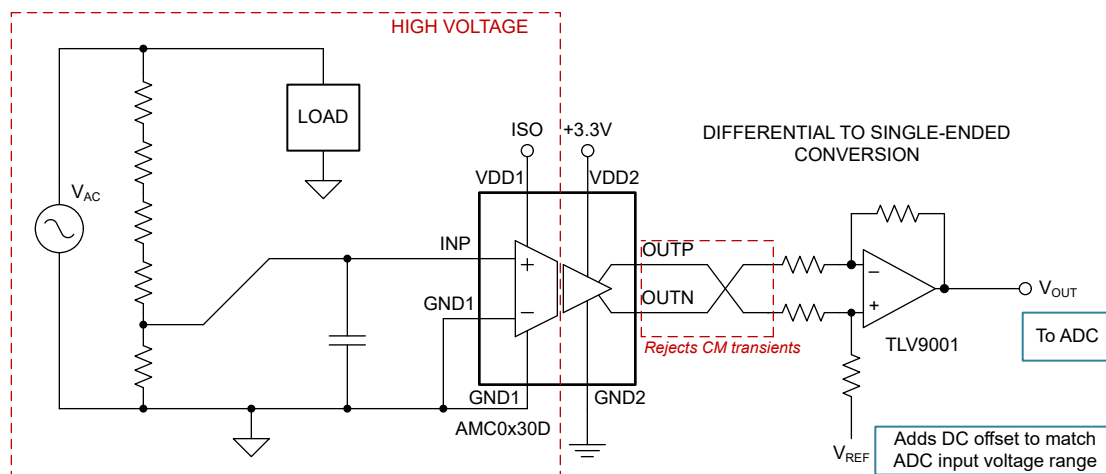 HIGH VOLTAGE
LOAD
ISO
+3.3V
DIFFERENTIAL TO SINGLE-ENDED
CONVERSION
VDD1
VDD2
VAC
INP
OUTP
GND1
OUTN
VOUT
Rejects CM transients
TLV9001
To ADC
GND1
GND2
AMC0x30D
VREF
Adds DC offset to match
ADC input voltage range